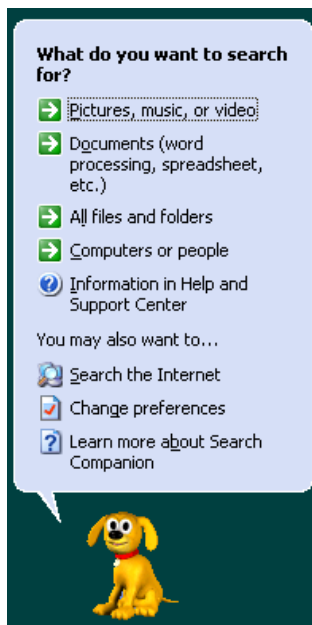 What do you want to search
for?
Pictures, music, or video
Documents (word
processing, spreadsheet,
etc.)
All files and folders
Computers or people
Information in Help and
Support Center
You may also want to...
Search the Internet
Change preferences
Learn more about Search
Companion